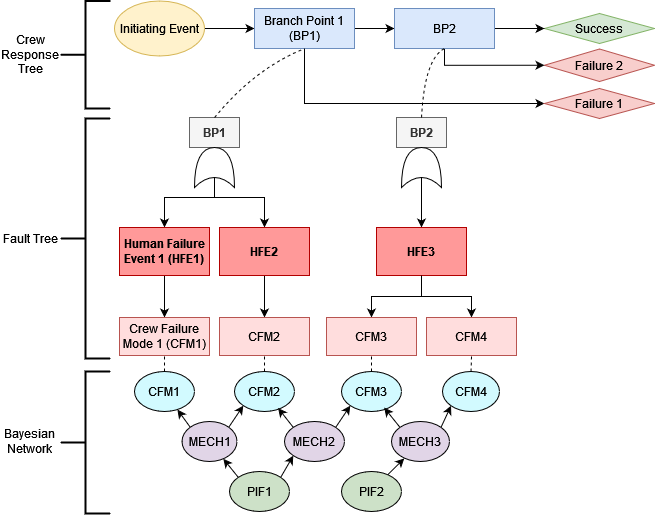 Crew
Response
Tree
Initiating Event
Branch Point 1
(BP1)
BP2
Success
Failure 2
Failure 1
Fault Tree
BP1
BP2
Human Failure
Event 1 (HFE1)
HFE2
HFE3
Crew Failure
Mode 1 (CFM1)
CFM2
CFM3
CFM4
Bayesian
Network
CFM1
CFM2
CFM3
CFM4
MECH1
MECH2
MECH3
PIF1
PIF2